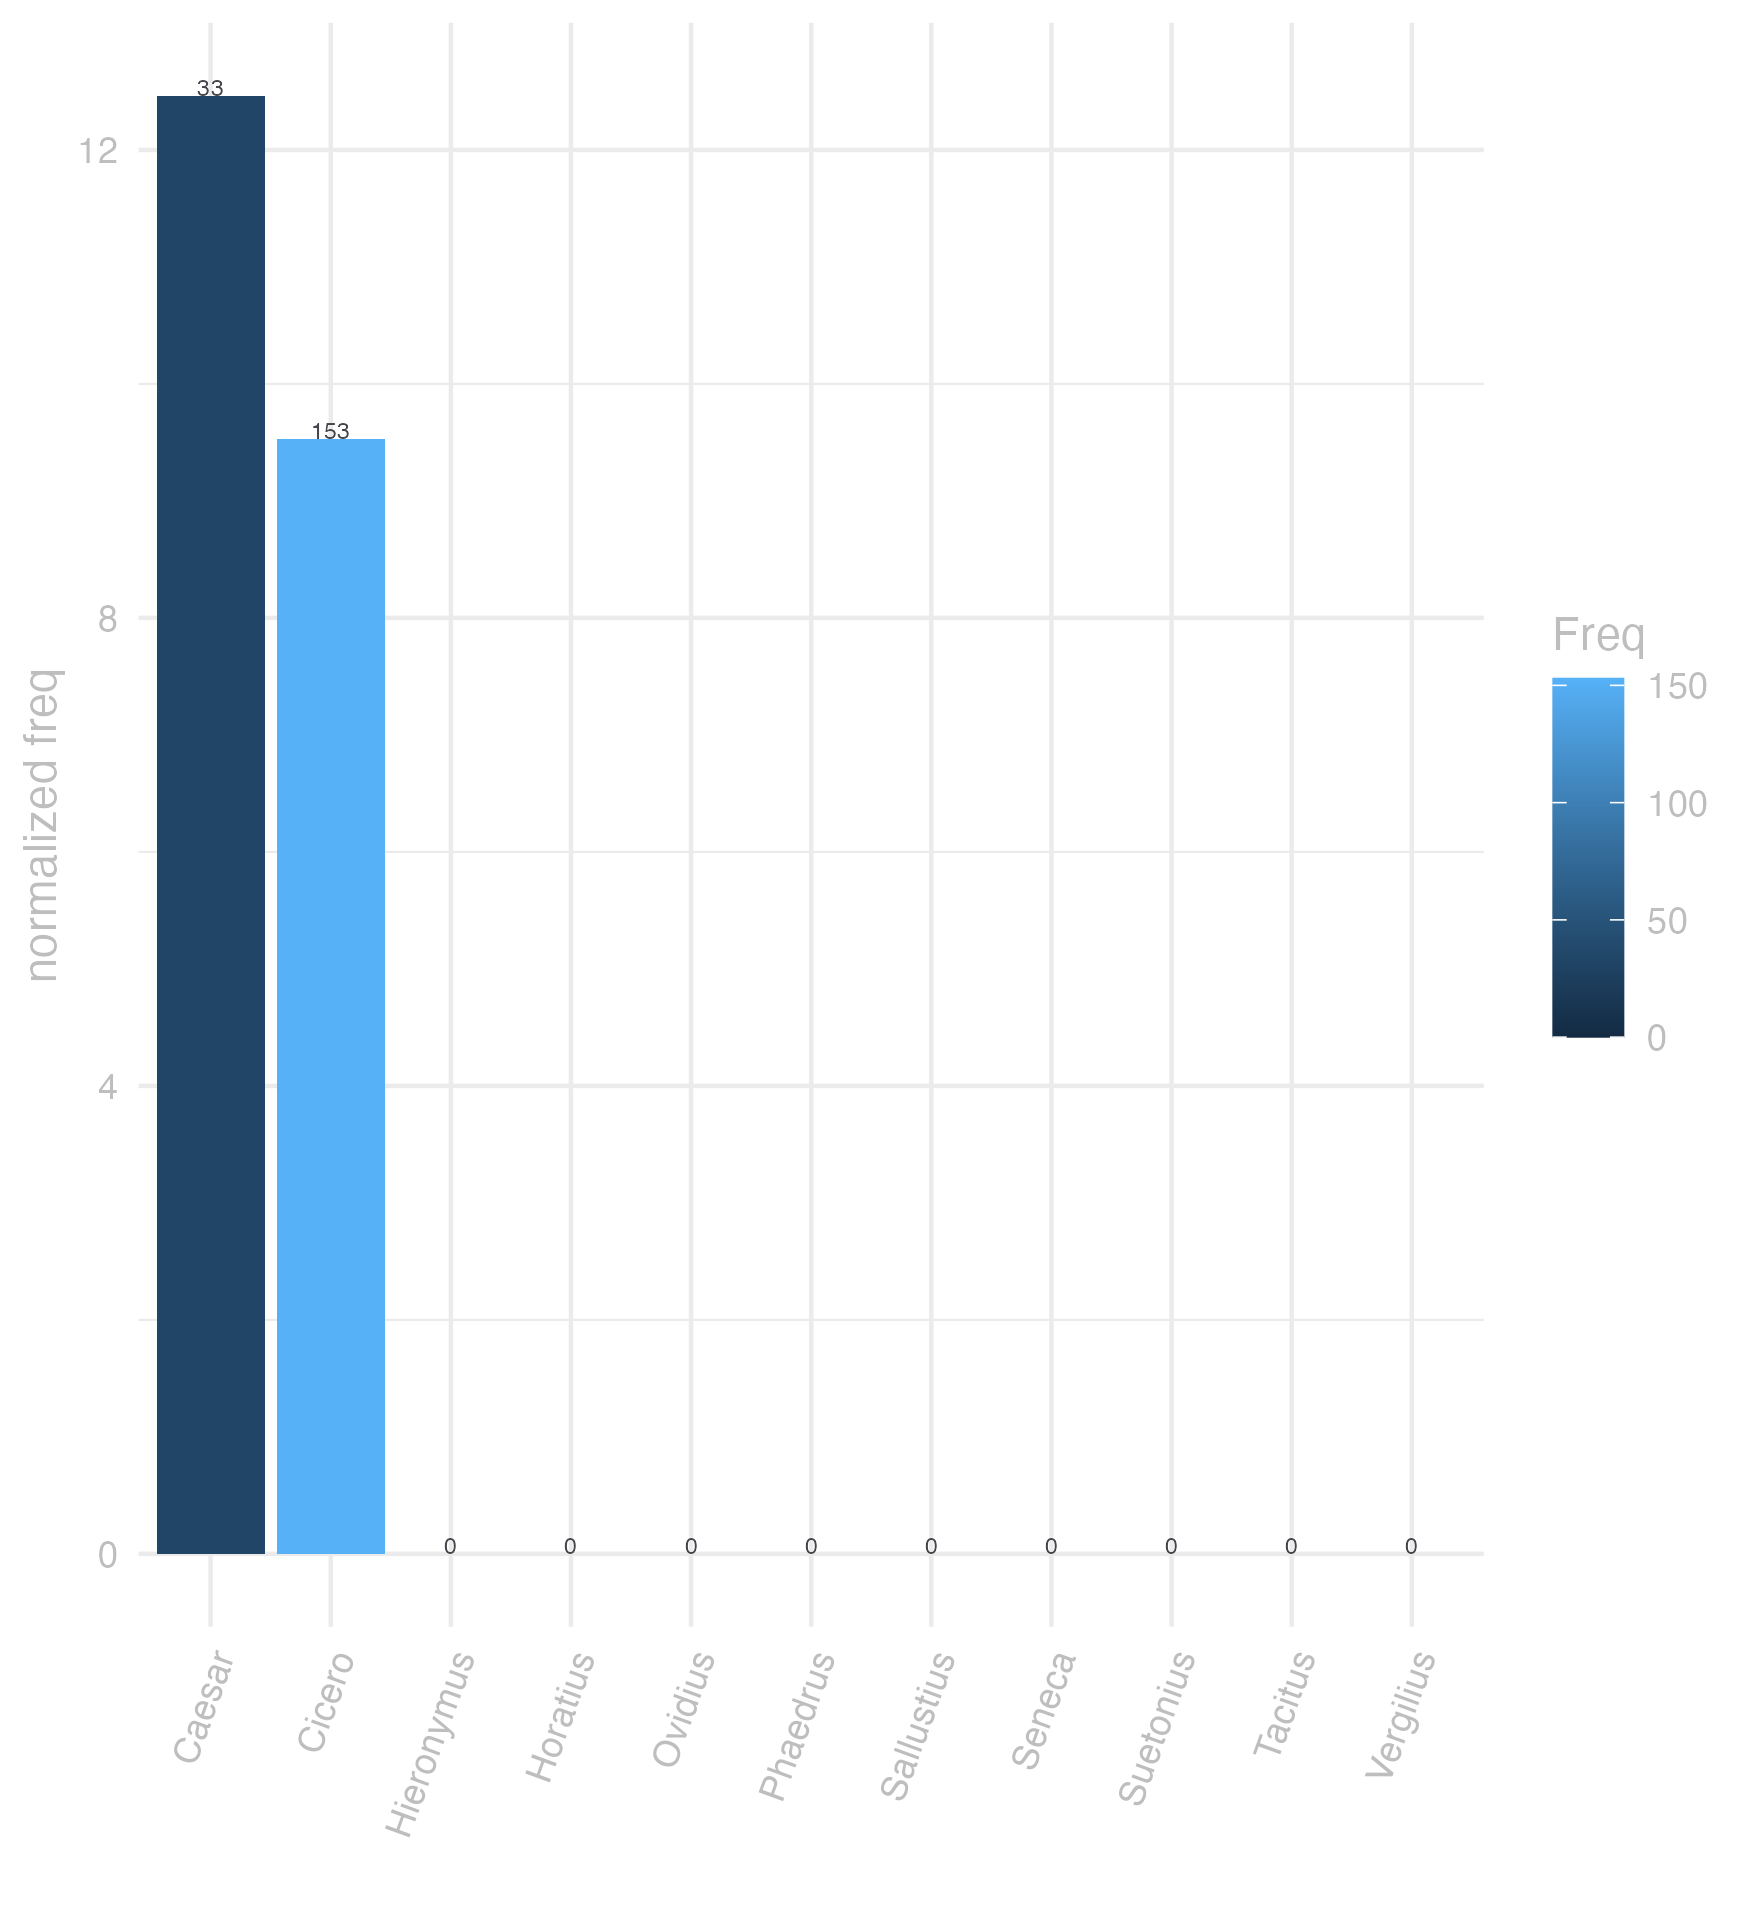 33
12
153
8
4
0
0 0 0 0 0 0 0 0 0
normalized freq
Caesar
Cicero
Hieronymus
Horatius
Ovidius
Phaedrus
Sallustius
Seneca
Suetonius
Tacitus
Vergilius
Freq
150
100
50
0